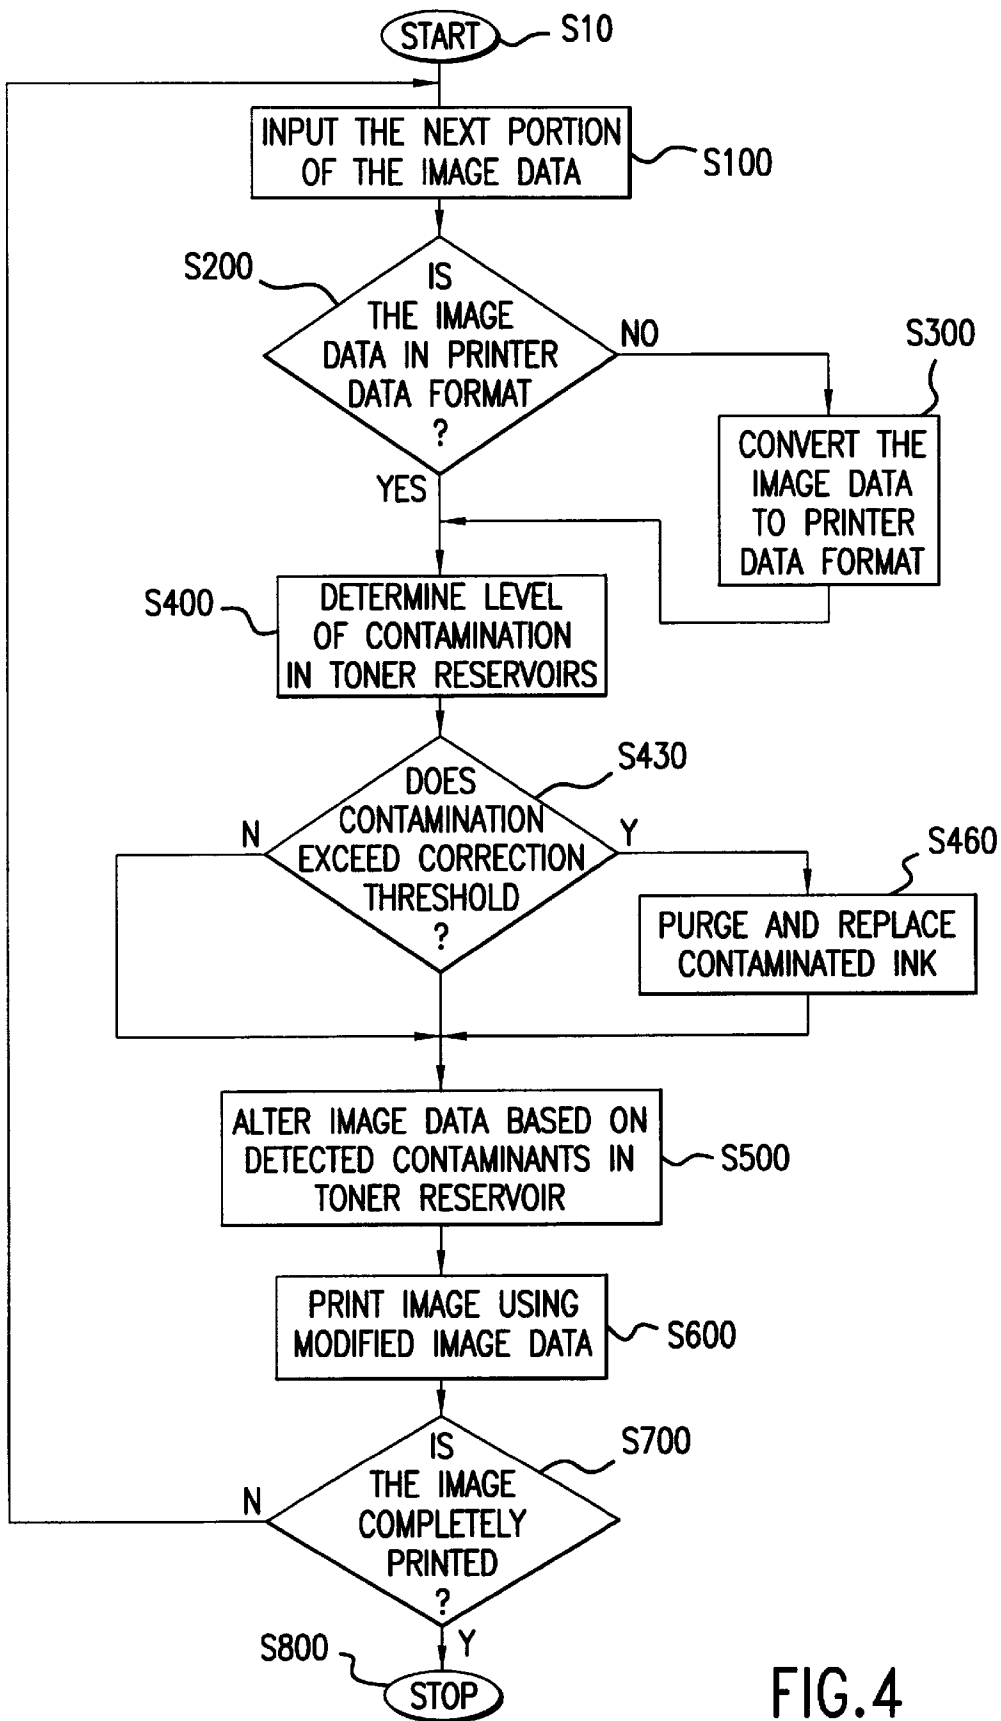 START
S10
INPUT THE NEXT PORTION
OF THE IMAGE DATA
S100
S200
IS
THE IMAGE
DATA IN PRINTER
DATA FORMAT
?
NO
YES
S300
CONVERT THE
IMAGE DATA
TO PRINTER
DATA FORMAT
S400
DETERMINE LEVEL
OF CONTAMINATION
IN TONER RESERVOIRS
S430
DOES
CONTAMINATION
EXCEED CORRECTION
THRESHOLD
?
N
Y
S460
PURGE AND REPLACE
CONTAMINATED INK
ALTER IMAGE DATA BASED ON
DETECTED CONTAMINANTS IN
TONER RESERVOIR
S500
PRINT IMAGE USING
MODIFIED IMAGE DATA
S600
S700
IS
THE IMAGE
COMPLETELY
PRINTED
?
N
Y
S800
STOP
FIG.4